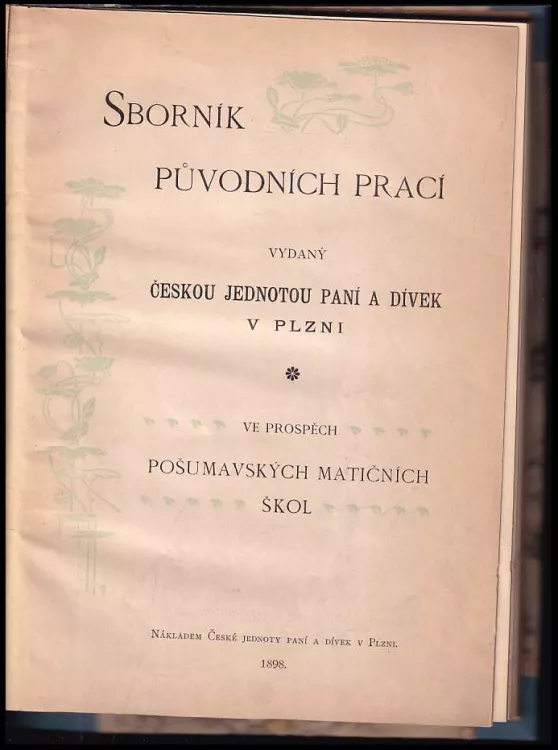 Sborník
původních prací
vydaný
Českou jednotou paní a dívek
v Plzni
*
ve prospěch
pošumavských matičních
škol
Nákladem České jednoty paní a dívek v Plzni.
1898.